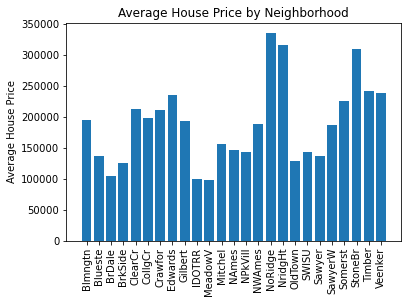 Average House Price by Neighborhood
Average House Price
350000
300000
250000
200000
150000
100000
50000
0
Blmngtn
Blueste
BrDale
BrkSide
ClearCr
CollgCr
Crawfor
Edwards
Gilbert
IDOTRR
MeadowV
Mitchel
NAmes
NPkVill
NWAmes
NoRidge
NridgHt
OldTown
SWISU
Sawyer
SawyerW
Somerst
StoneBr
Timber
Veenker